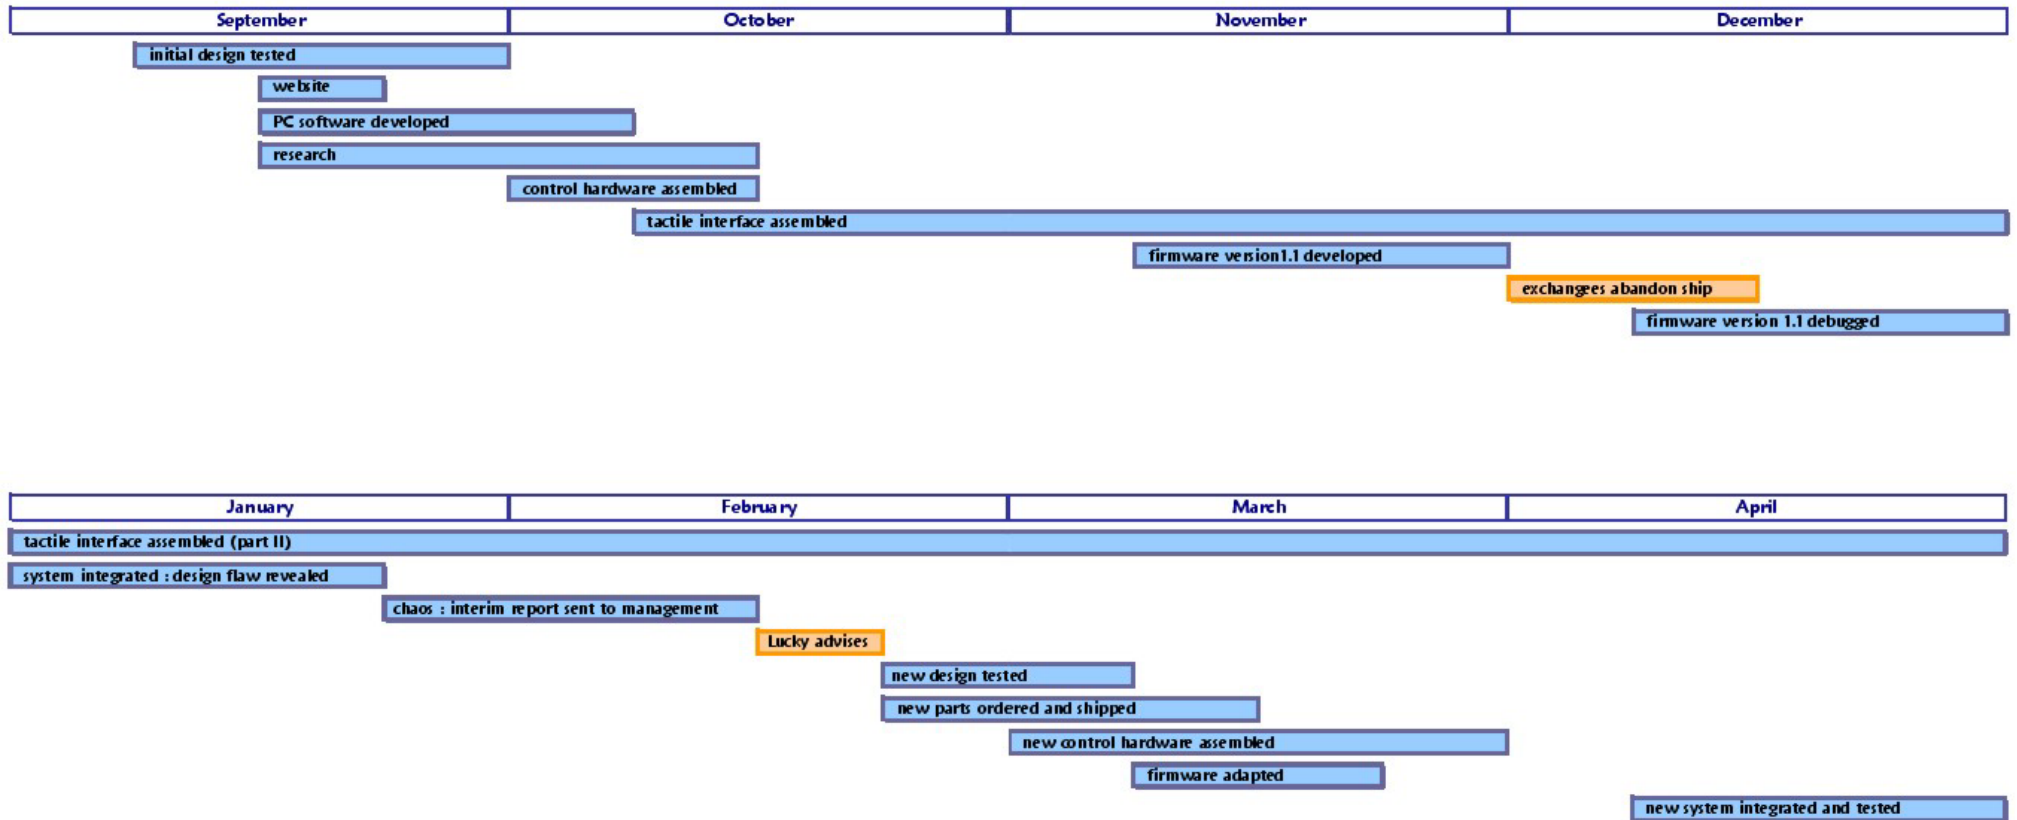 September October November December
initial design tested
website
PC software developed
research
control hardware assembled
tactile interface assembled
firmware version1.1 developed
exchangees abandon ship
firmware version 1.1 debugged
January February March April
tactile interface assembled (part II)
system integrated : design flaw revealed
chaos : interim report sent to management
Lucky advises
new design tested
new parts ordered and shipped
new control hardware assembled
firmware adapted
new system integrated and tested